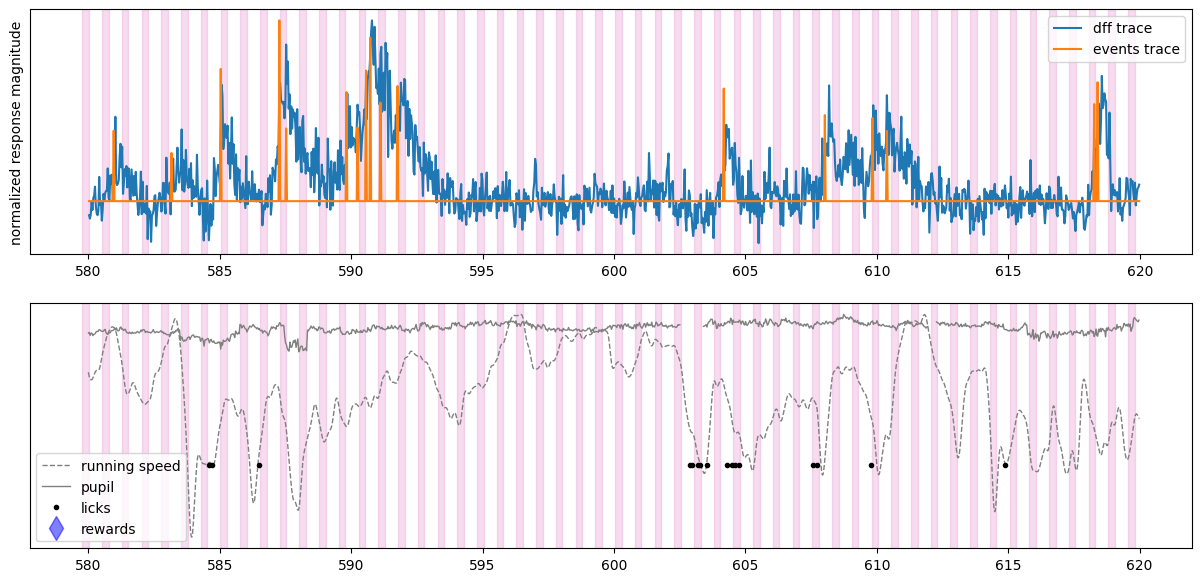 normalized response magnitude
dff trace
events trace
580 585 590 595 600 605 610 615 620
running speed
pupil
licks
rewards
580 585 590 595 600 605 610 615 620